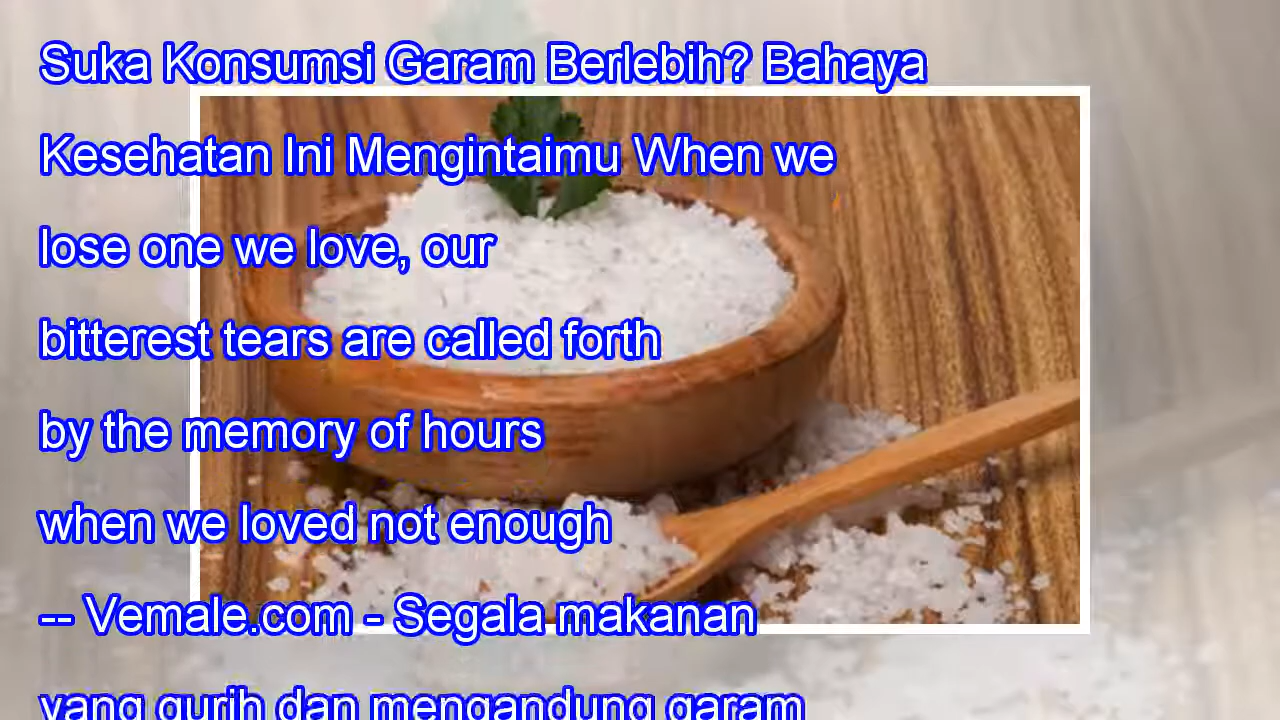 Suka Konsumsi Garam Berlebih? Bahaya
Kesehatan Ini Mengintaimu When we
lose one we love, our
bitterest tears are called forth
by the memory of hours
when we loved not enough
-- Vemale.com - Segala makanan
yang gurih dan mengandung garam